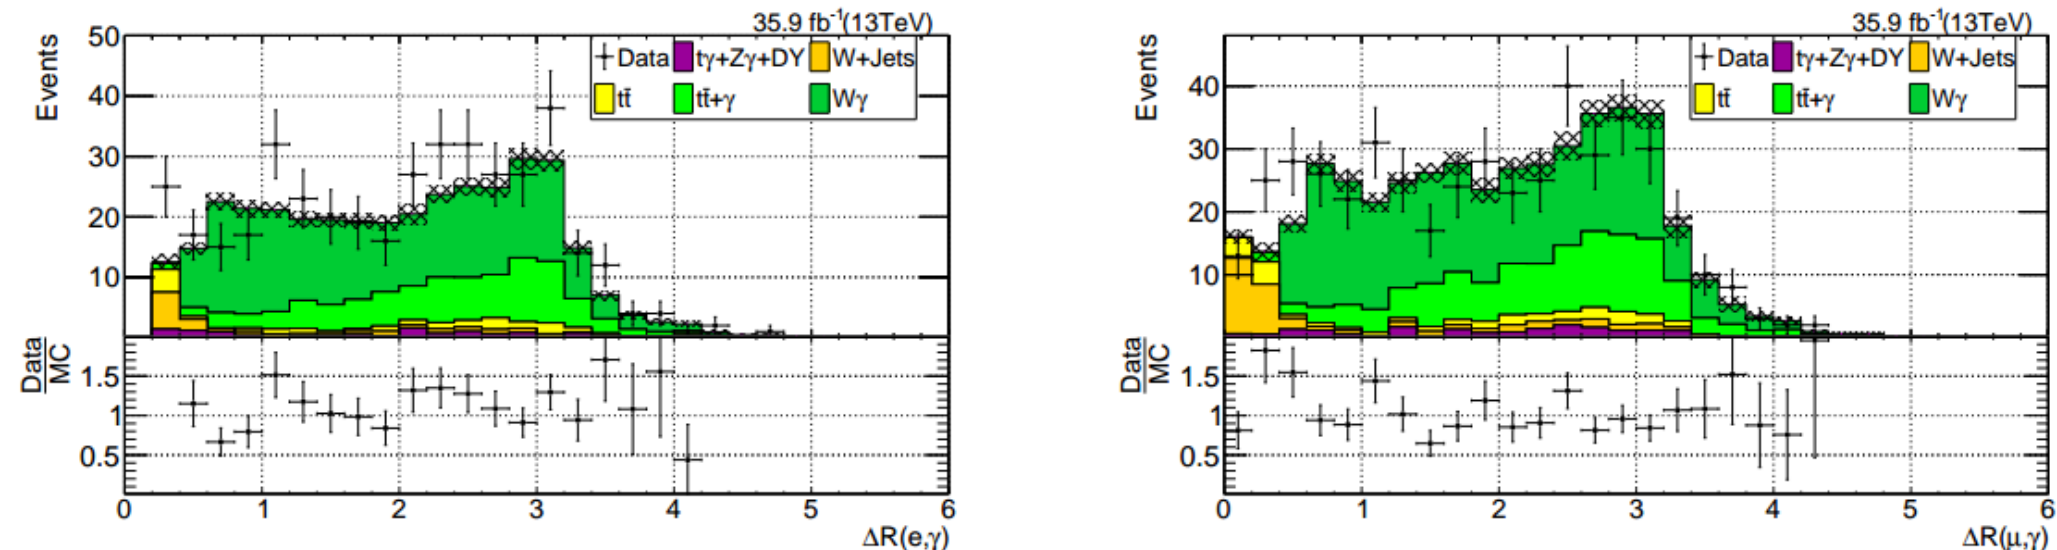 35.9 fb⁻¹(13TeV)
Events
50
40
30
20
10
Data tγ+Zγ+DY W+Jets
tt̄ tt̄+γ Wγ
Data
MC
1.5
1
0.5
0 1 2 3 4 5 6
ΔR(e,γ)
35.9 fb⁻¹(13TeV)
Events
40
30
20
10
Data tγ+Zγ+DY W+Jets
tt̄ tt̄+γ Wγ
Data
MC
1.5
1
0.5
0 1 2 3 4 5 6
ΔR(μ,γ)